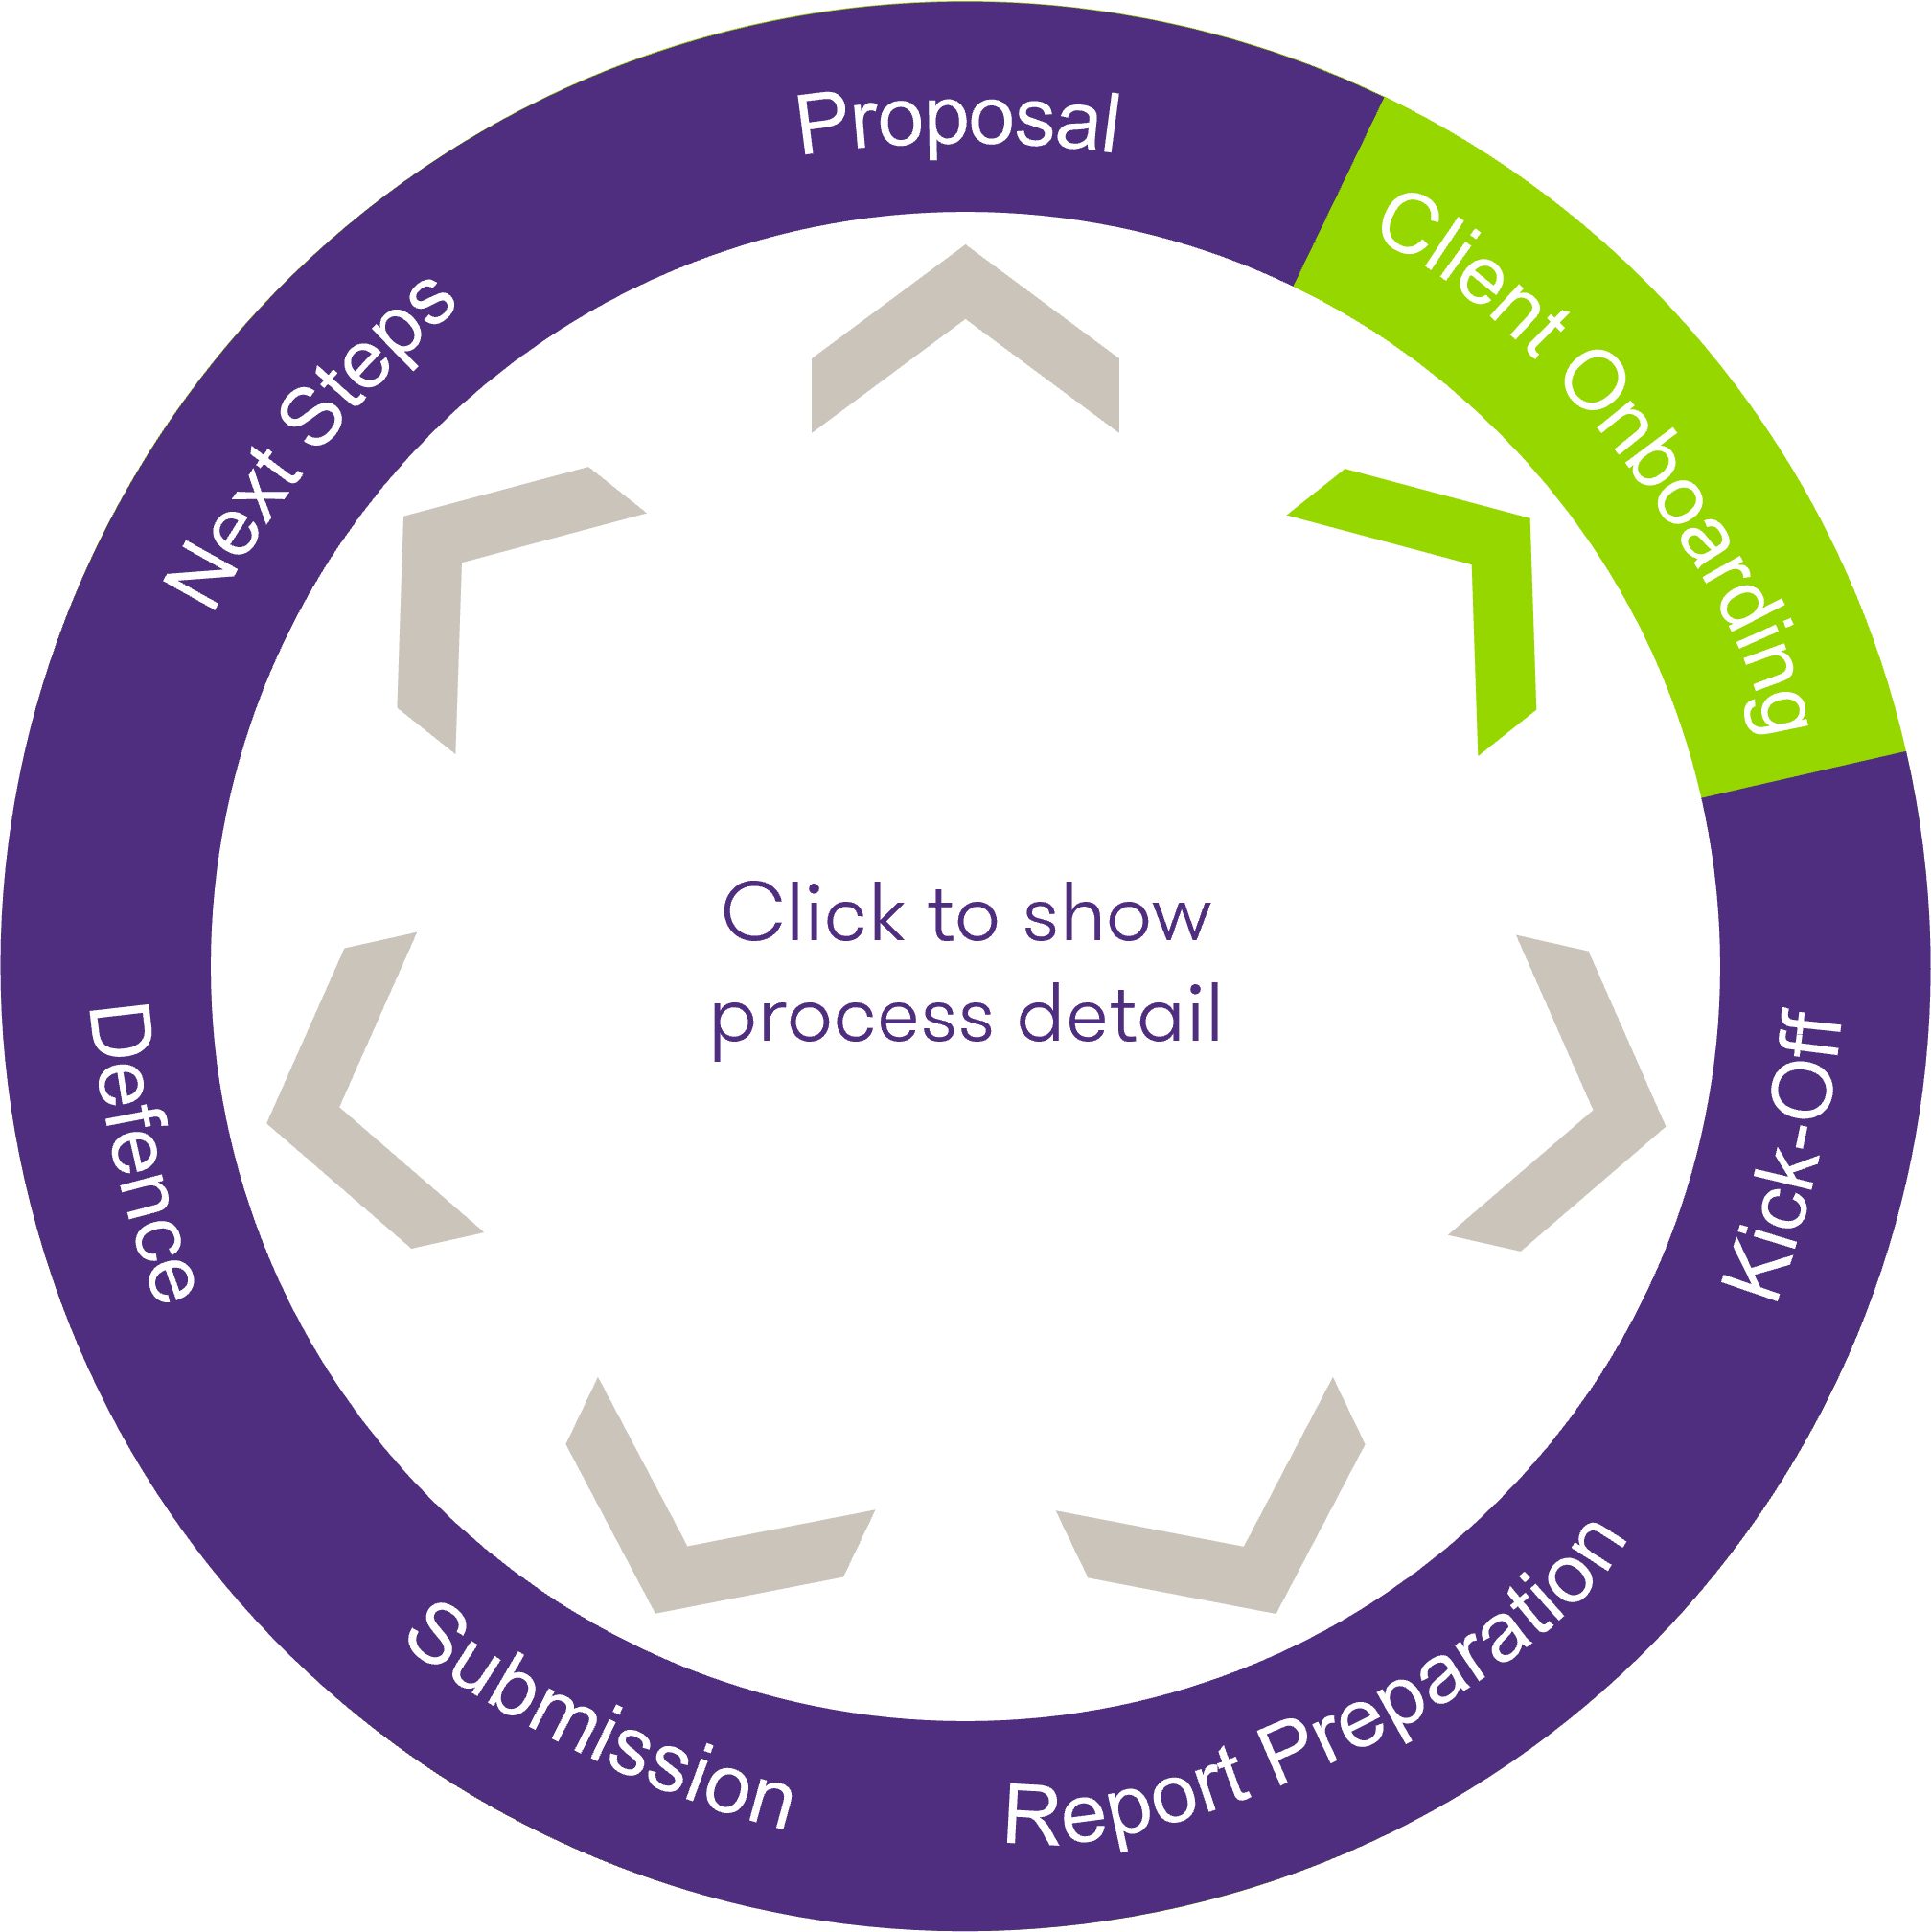 Proposal
Client Onboarding
Kick-Off
Report Preparation
Submission
Defence
Next Steps
Click to show
process detail